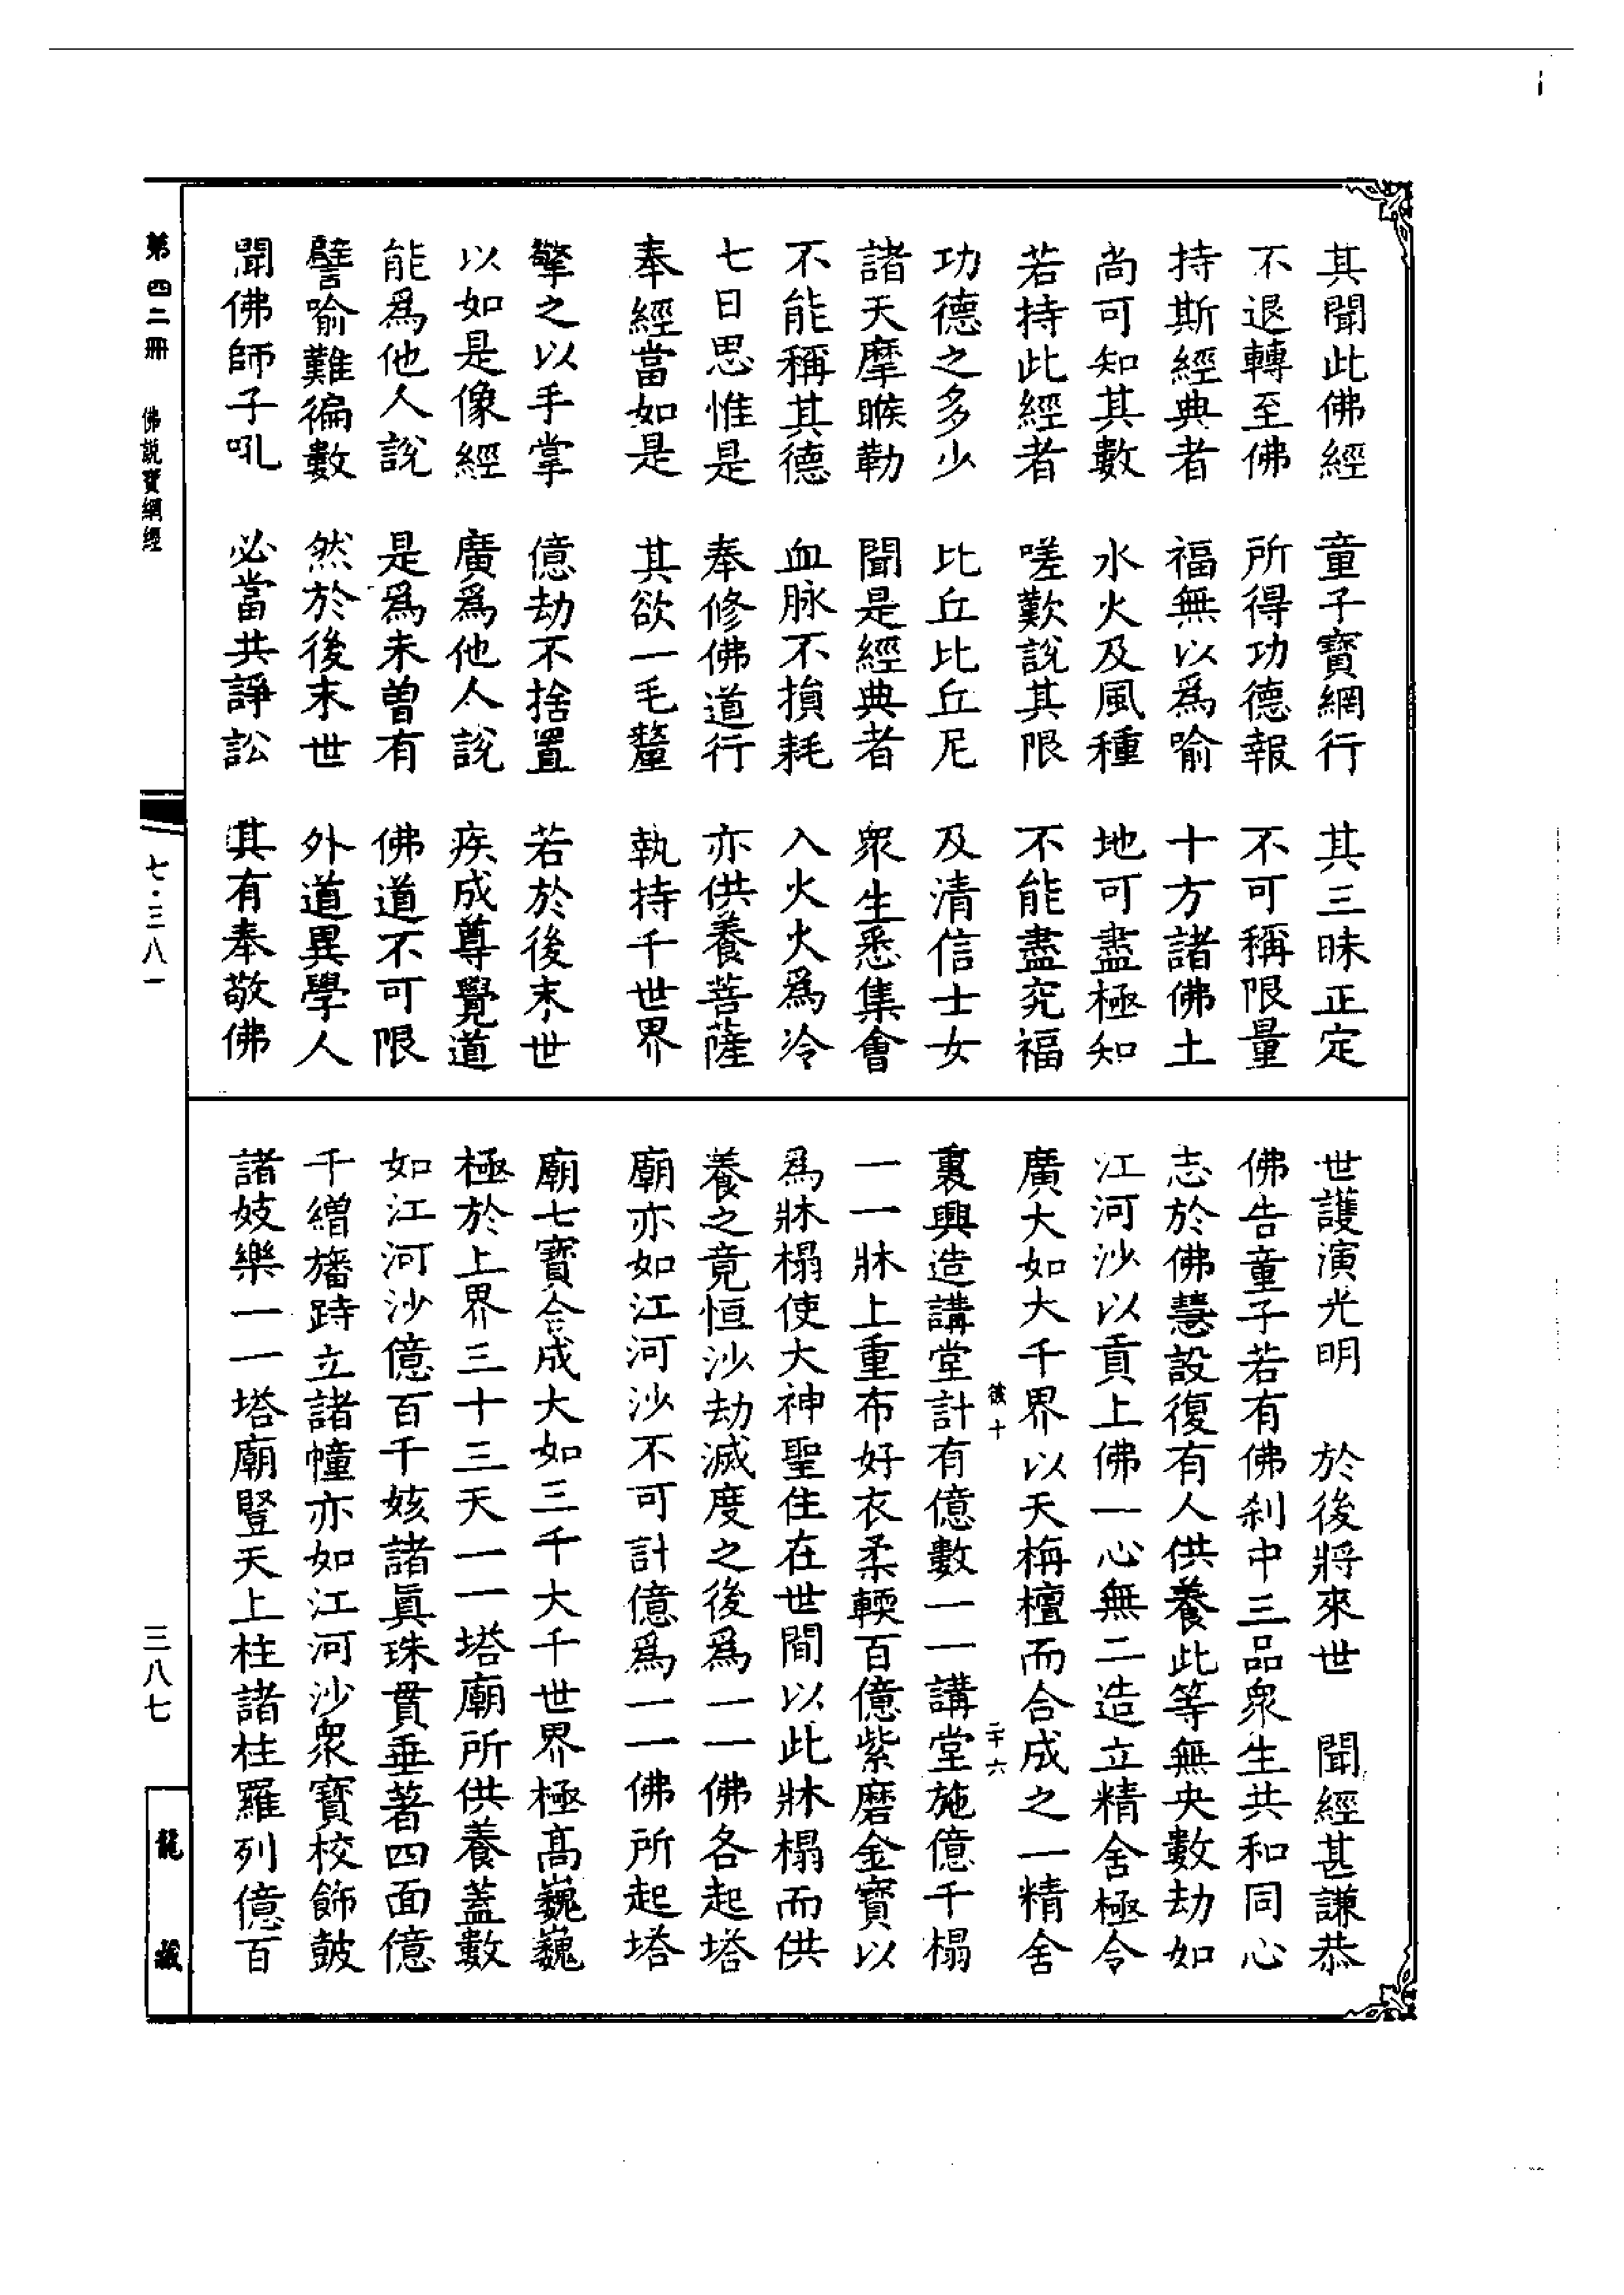 其聞此佛經　童子寶網行　其三昧正定
不退轉至佛　所得功德報　不可稱限量
持斯經典者　福無以爲喻　十方諸佛土
尚可知其數　水火及風種　地可盡極知
若持此經者　嗟歎說其限　不能盡究福
功德之多少　比丘比丘尼　及清信士女
諸天摩睺勒　聞是經典者　衆生悉集會
不能稱其德　血脉不損耗　入火火爲冷
七日思惟是　奉修佛道行　亦供養菩薩
奉經當如是　其欲一毛釐　執持千世界
擎之以手掌　億劫不捨置　若於後末世
以如是像經　廣爲他人說　疾成尊覺道
能爲他人說　是爲未曾有　佛道不可限
譬喻難徧數　然於後末世　外道異學人
聞佛師子吼　必當共諍訟　其有奉敬佛
世護演光明　於後將來世　聞經甚謙恭
佛告童子若有佛刹中三品衆生共和同心
志於佛慧設復有人供養此等無央數劫如
江河沙以貢上佛一心無二造立精舍極令
廣大如大千界以天栴檀而合成之一精舍
彼十　二十六
裏興造講堂計有億數一一講堂施億千榻
一一牀上重布好衣柔輭百億紫磨金寶以
爲牀榻使大神聖住在世間以此牀榻而供
養之竟恒沙劫滅度之後爲一一佛各起塔
廟亦如江河沙不可計億爲一一佛所起塔
廟七寶合成大如三千大千世界極高巍巍
極於上界三十三天一一塔廟所供養蓋數
如江河沙億百千姟諸眞珠貫垂著四面億
千繒旛跱立諸幢亦如江河沙衆寶校飾鼓
諸妓樂一一塔廟豎天上柱諸柱羅列億百
第四二冊　佛說寶網經
七・三八一
三八七
龍藏